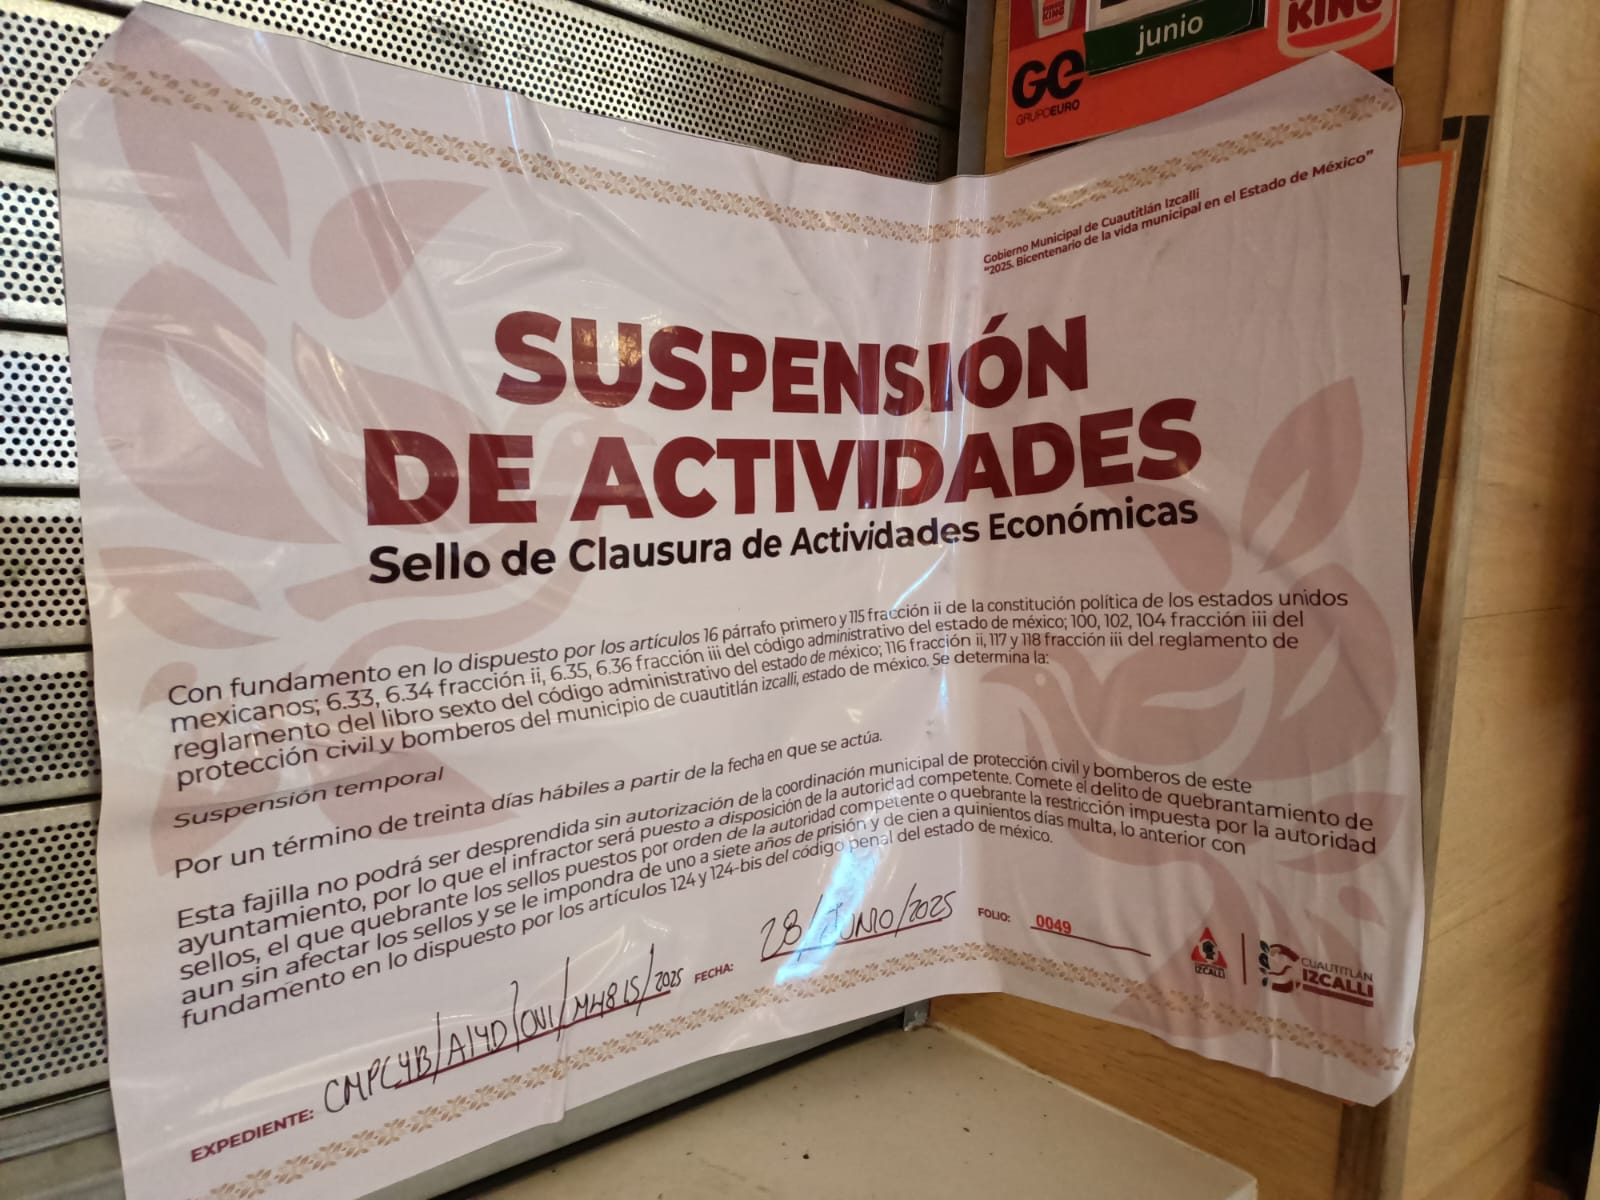 junio
KING
KING
GE
GRUPOEURO
Gobierno Municipal de Cuautitlán Izcalli
"2025. Bicentenario de la vida municipal en el Estado de México"
SUSPENSIÓN
DE ACTIVIDADES
Sello de Clausura de Actividades Económicas
Con fundamento en lo dispuesto por los artículos 16 párrafo primero y 115 fracción ii de la constitución política de los estados unidos
mexicanos; 6.33, 6.34 fracción ii, 6.35, 6.36 fracción iii del código administrativo del estado de méxico; 100, 102, 104 fracción iii del
reglamento del libro sexto del código administrativo del estado de méxico; 116 fracción ii, 117 y 118 fracción iii del reglamento de
protección civil y bomberos del municipio de cuautitlán izcalli, estado de méxico. Se determina la:
Suspensión temporal
Por un término de treinta días hábiles a partir de la fecha en que se actúa.
Esta fajilla no podrá ser desprendida sin autorización de la coordinación municipal de protección civil y bomberos de este
ayuntamiento, por lo que el infractor será puesto a disposición de la autoridad competente. Comete el delito de quebrantamiento de
sellos, el que quebrante los sellos puestos por orden de la autoridad competente o quebrante la restricción impuesta por la autoridad
aun sin afectar los sellos y se le impondra de uno a siete años de prisión y de cien a quinientos días multa, lo anterior con
fundamento en lo dispuesto por los artículos 124 y 124-bis del código penal del estado de méxico.
EXPEDIENTE: CMPCYB/A14D/OVI/ /2025 FECHA: 28/JUNIO/2025 FOLIO: 0049
IZCALLI
CUAUTITLÁN
IZCALLI